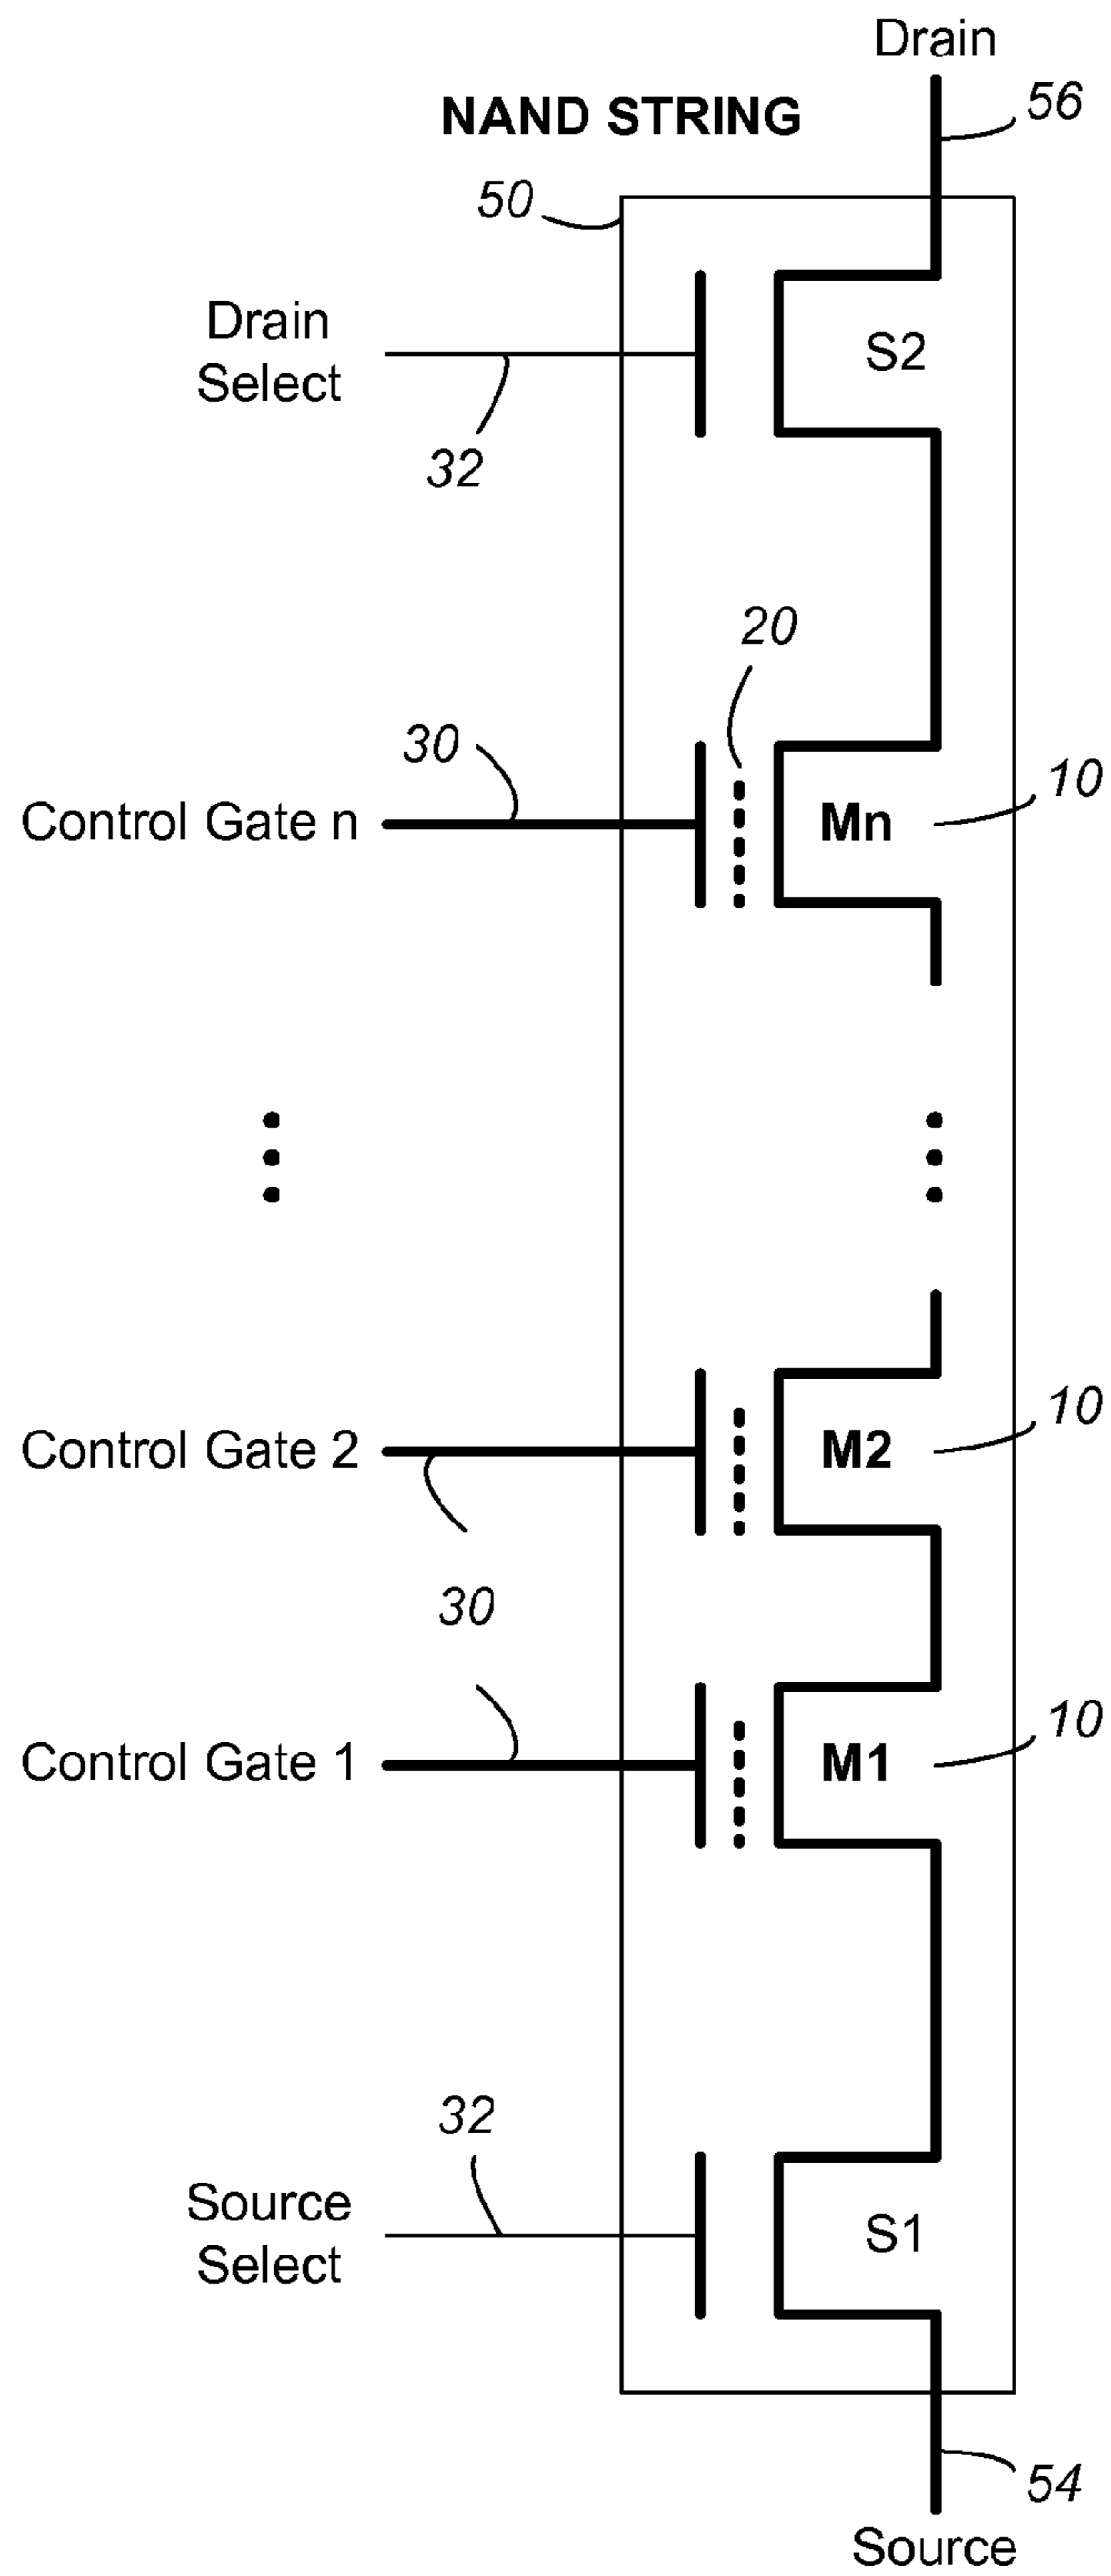 Drain
56
NAND STRING
50
Drain
Select
S2
32
20
30
10
Control Gate n
Mn
10
Control Gate 2
M2
30
10
Control Gate 1
M1
32
Source
Select
S1
54
Source